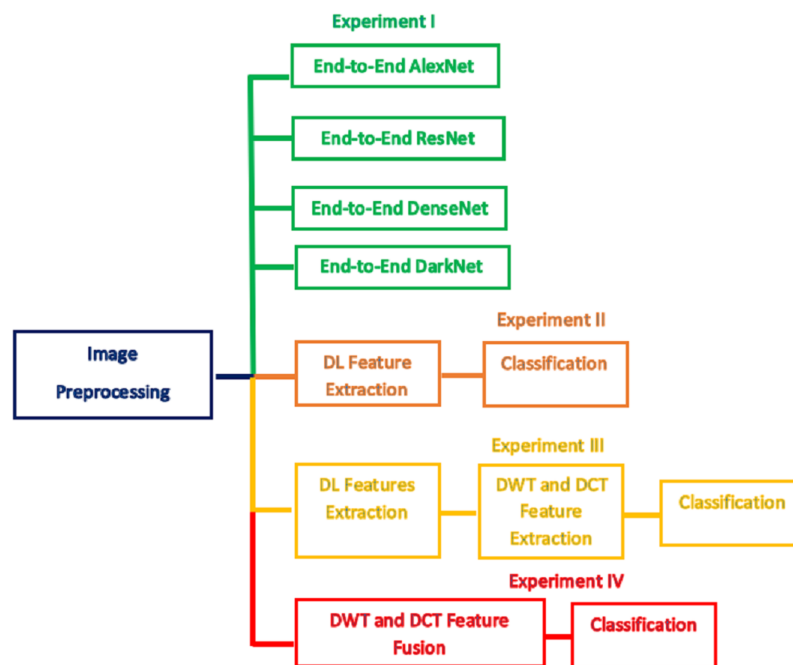 Experiment I
End-to-End AlexNet
End-to-End ResNet
End-to-End DenseNet
End-to-End DarkNet
Image
Preprocessing
Experiment II
DL Feature
Extraction
Classification
Experiment III
DL Features
Extraction
DWT and DCT
Feature
Extraction
Classification
Experiment IV
DWT and DCT Feature
Fusion
Classification